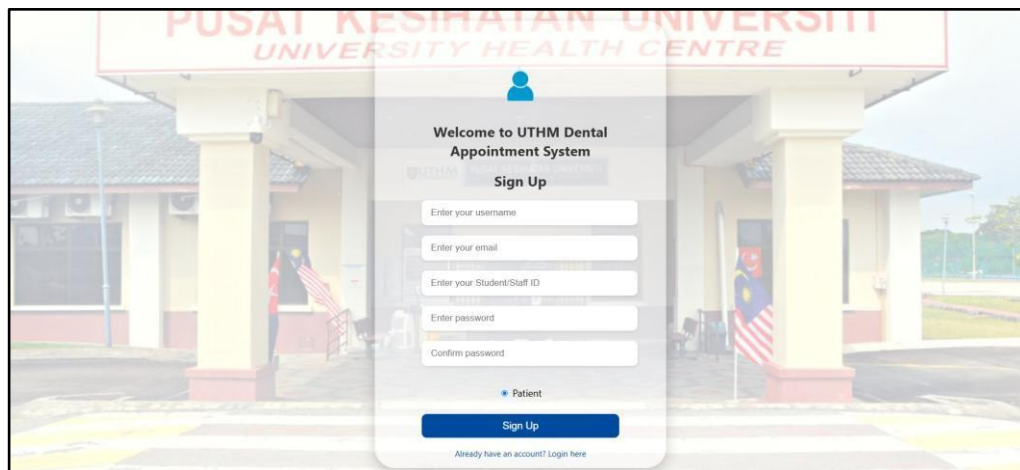 PUSAT KESIHATAN UNIVERSITI
UNIVERSITY HEALTH CENTRE
Welcome to UTHM Dental
Appointment System
UTHM
Sign Up
Enter your username
Enter your email
Enter your Student/Staff ID
Enter password
Confirm password
Patient
Sign Up
Already have an account? Login here